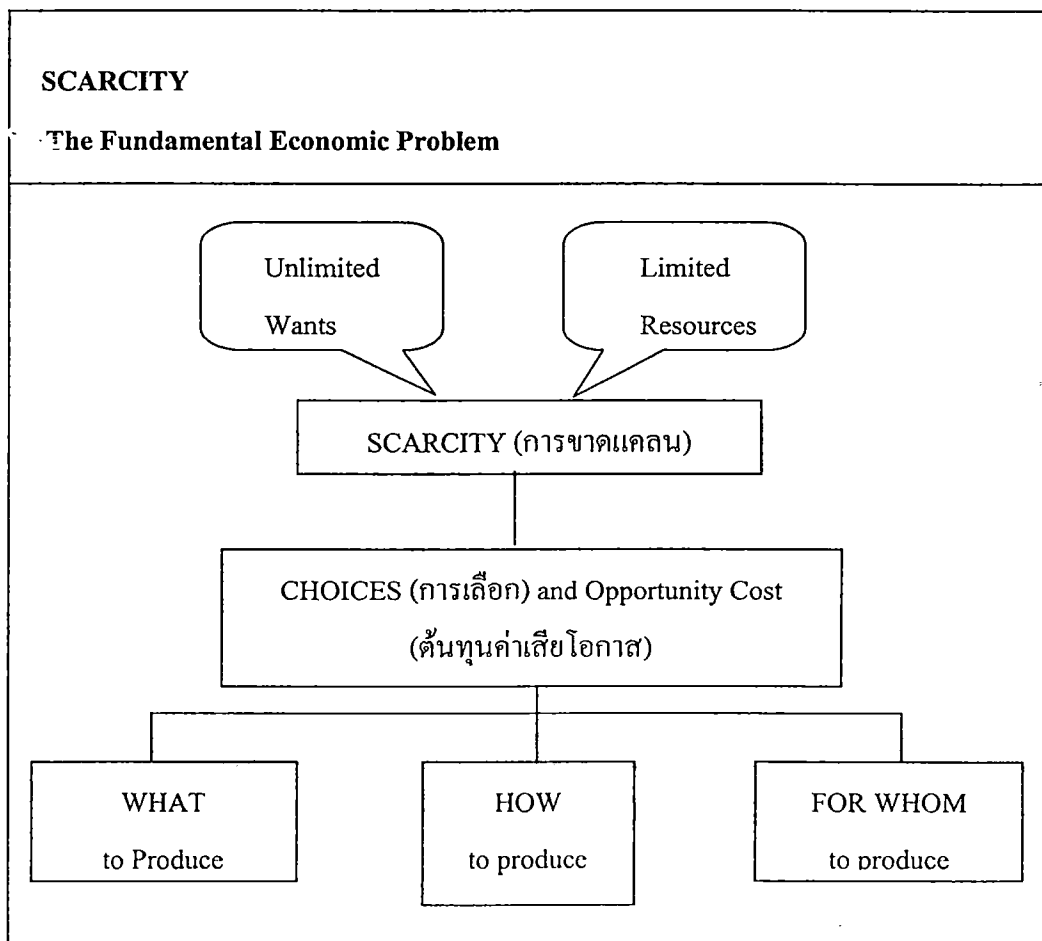 SCARCITY
The Fundamental Economic Problem
Unlimited
Wants
Limited
Resources
SCARCITY (การขาดแคลน)
CHOICES (การเลือก) and Opportunity Cost
(ต้นทุนค่าเสียโอกาส)
WHAT
to Produce
HOW
to produce
FOR WHOM
to produce